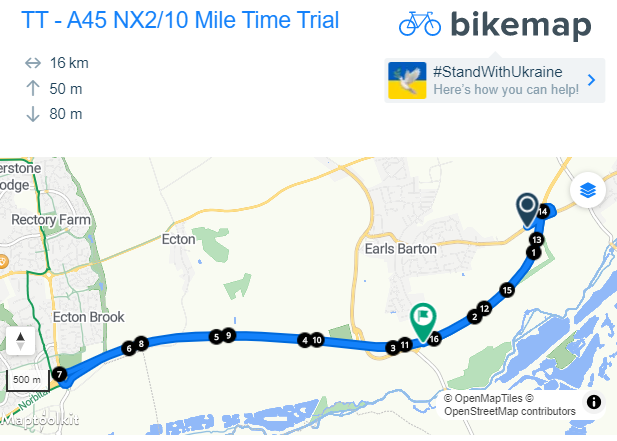 TT - A45 NX2/10 Mile Time Trial
bikemap
16 km
50 m
80 m
#StandWithUkraine
Here's how you can help!
erstone
odge
Rectory Farm
Ecton
Earls Barton
Ecton Brook
14
13
1
15
12
2
16
11
3
10
4
9
5
8
6
7
500 m
Norbital
Maptoolkit
© OpenMapTiles ©
OpenStreetMap contributors